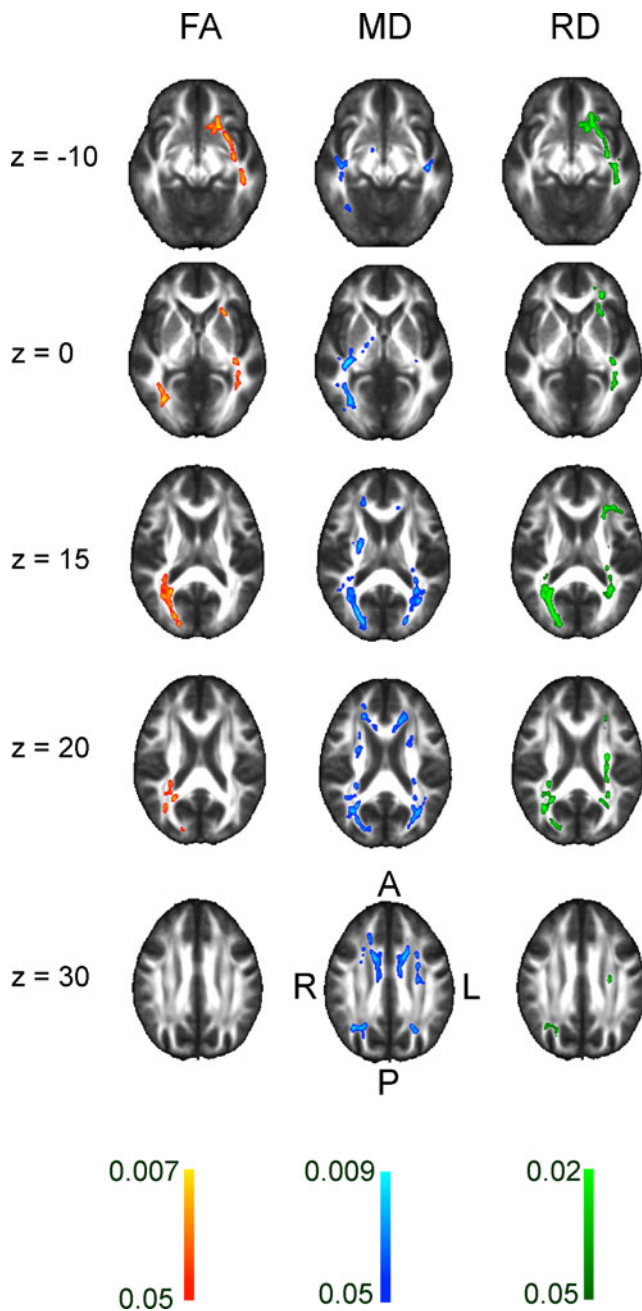 FA MD RD
z = -10
z = 0
z = 15
z = 20
A
z = 30 R L
P
0.007 0.009 0.02
0.05 0.05 0.05